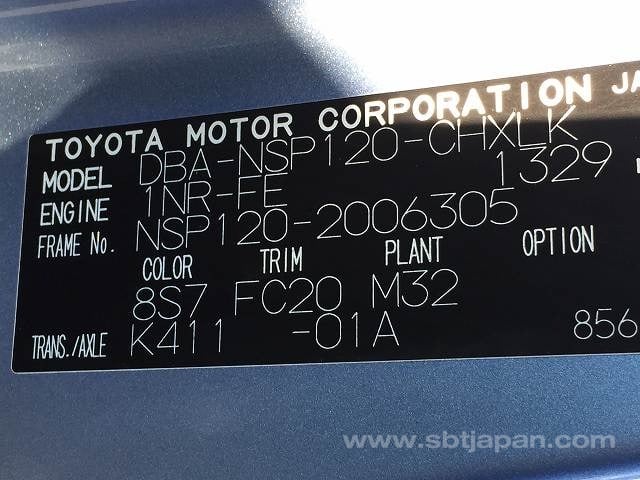 TOYOTA MOTOR CORPORATION JA
MODEL DBA-NSP120-CHXLK
ENGINE 1NR-FE 1329
FRAME No. NSP120-2006305
COLOR TRIM PLANT OPTION
8S7 FC20 M32
TRANS./AXLE K411 -01A 856
www.sbtjapan.com